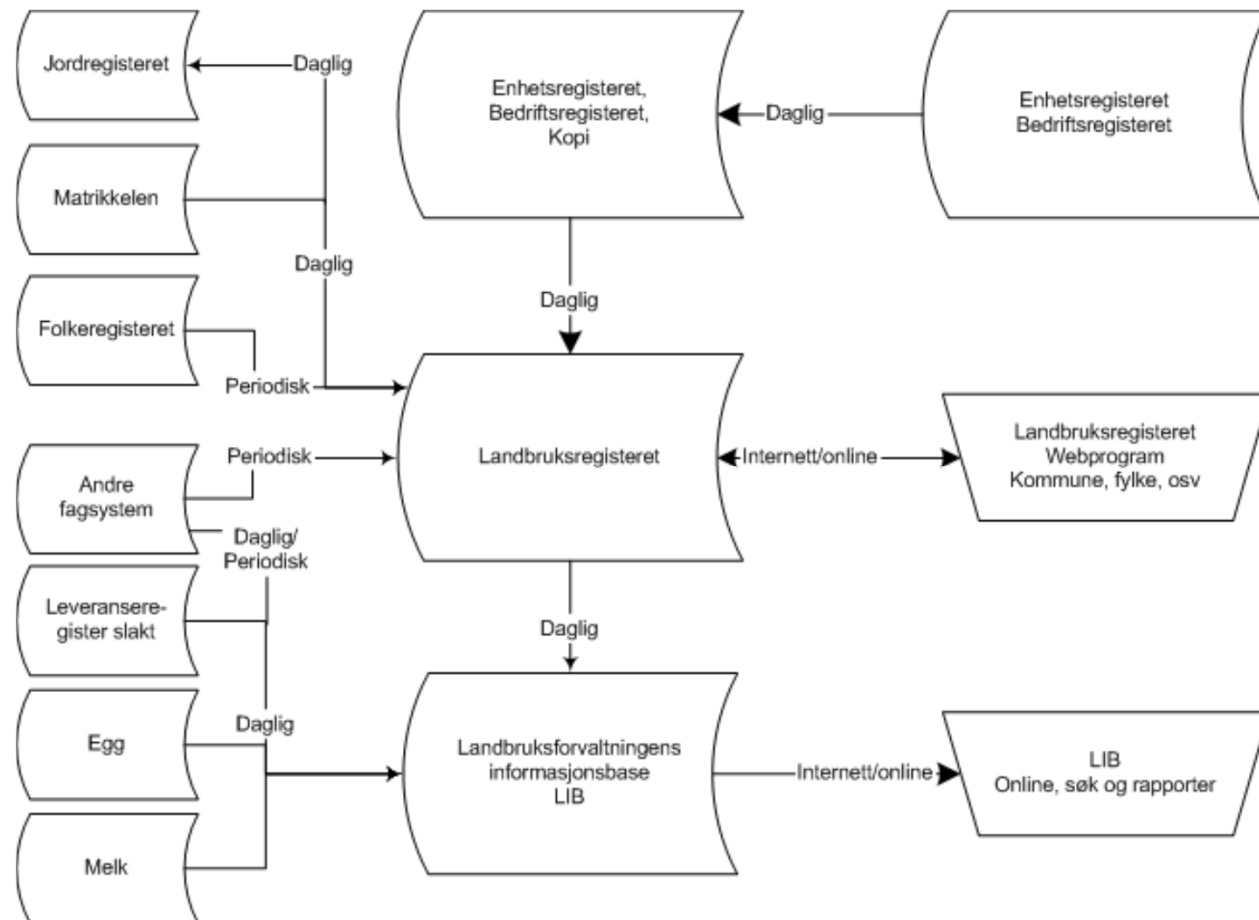 Jordregisteret
Daglig
Enhetsregisteret,
Bedriftsregisteret,
Kopi
Daglig
Enhetsregisteret
Bedriftsregisteret
Matrikkelen
Daglig
Daglig
Folkeregisteret
Periodisk
Andre
fagsystem
Periodisk
Landbruksregisteret
Internett/online
Landbruksregisteret
Webprogram
Kommune, fylke, osv
Daglig/
Periodisk
Leveransere-
gister slakt
Daglig
Egg
Daglig
Landbruksforvaltningens
informasjonsbase
LIB
Internett/online
LIB
Online, søk og rapporter
Melk